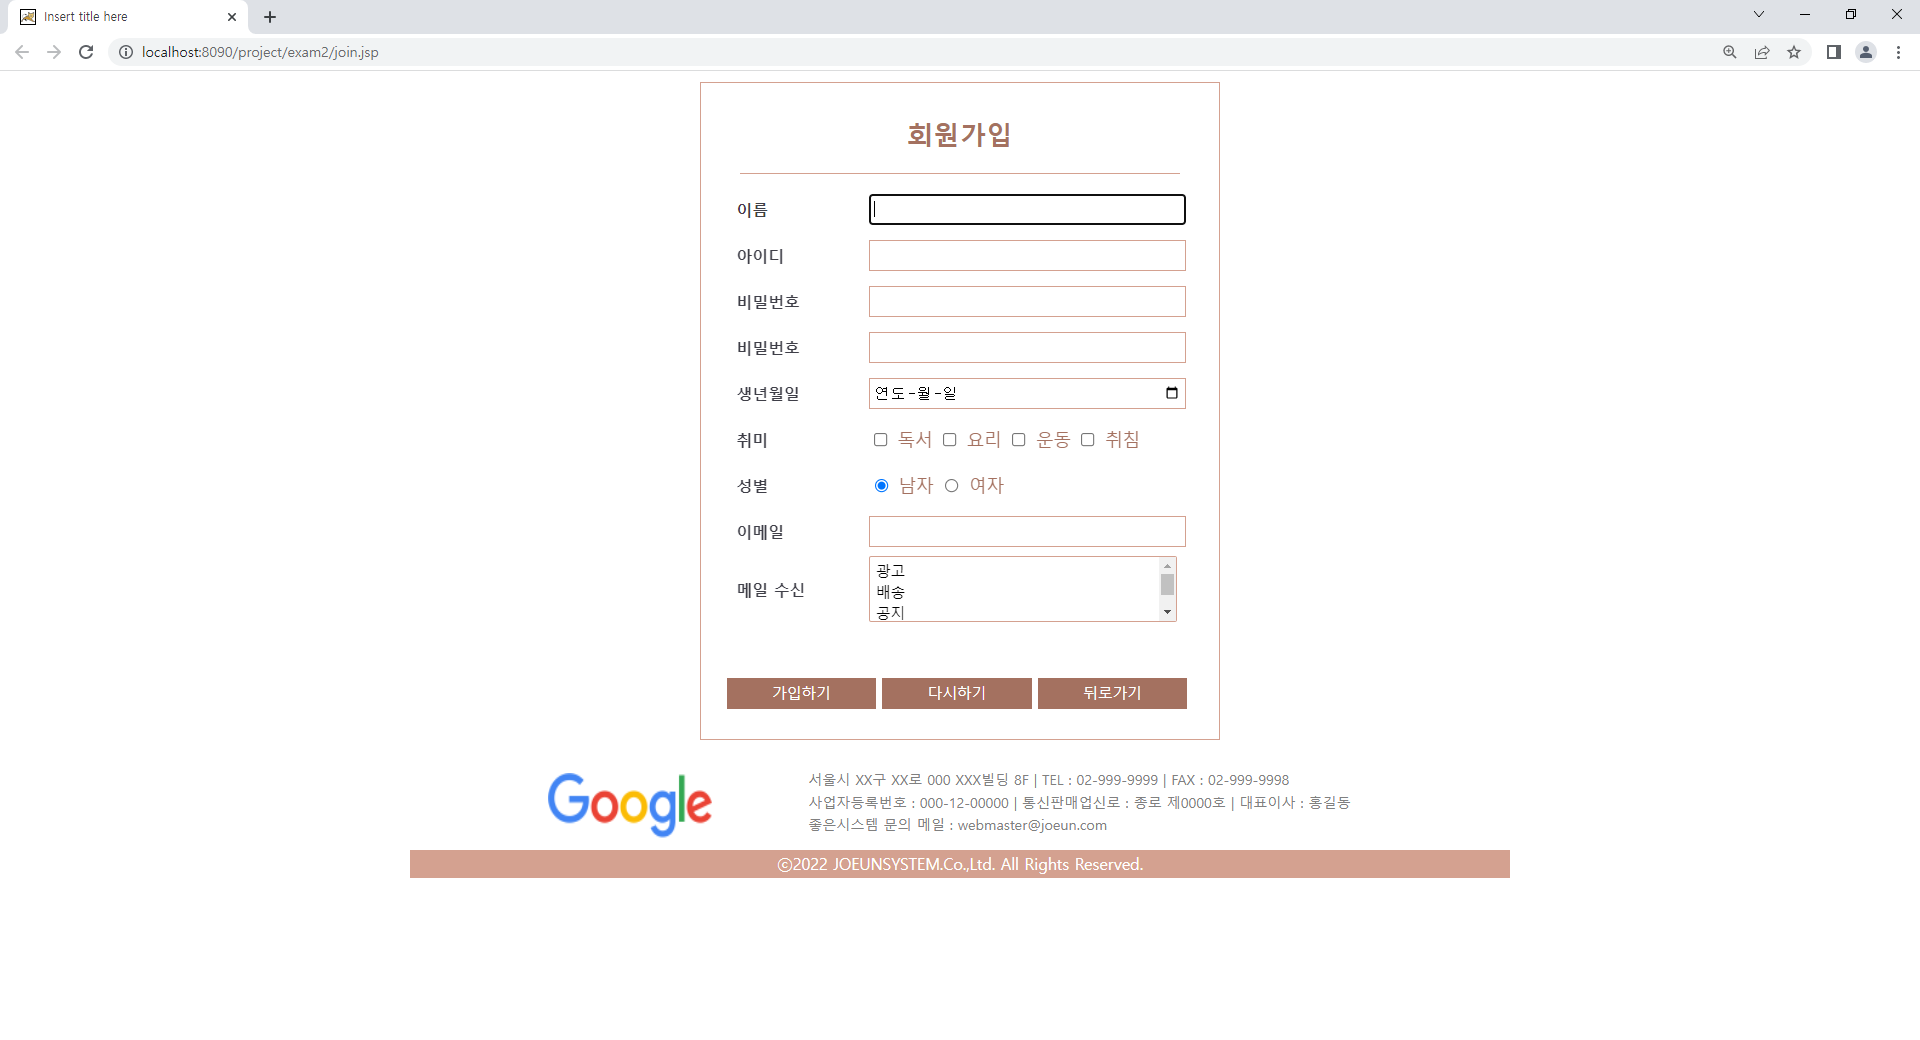 Insert title here
localhost:8090/project/exam2/join.jsp
회원가입
이름
아이디
비밀번호
비밀번호
생년월일 연도-월-일
취미 독서 요리 운동 취침
성별 남자 여자
이메일
메일 수신 광고
배송
공지
가입하기 다시하기 뒤로가기
Google
서울시 XX구 XX로 000 XXX빌딩 8F | TEL : 02-999-9999 | FAX : 02-999-9998
사업자등록번호 : 000-12-00000 | 통신판매업신로 : 종로 제0000호 | 대표이사 : 홍길동
좋은시스템 문의 메일 : webmaster@joeun.com
ⓒ2022 JOEUNSYSTEM.Co.,Ltd. All Rights Reserved.